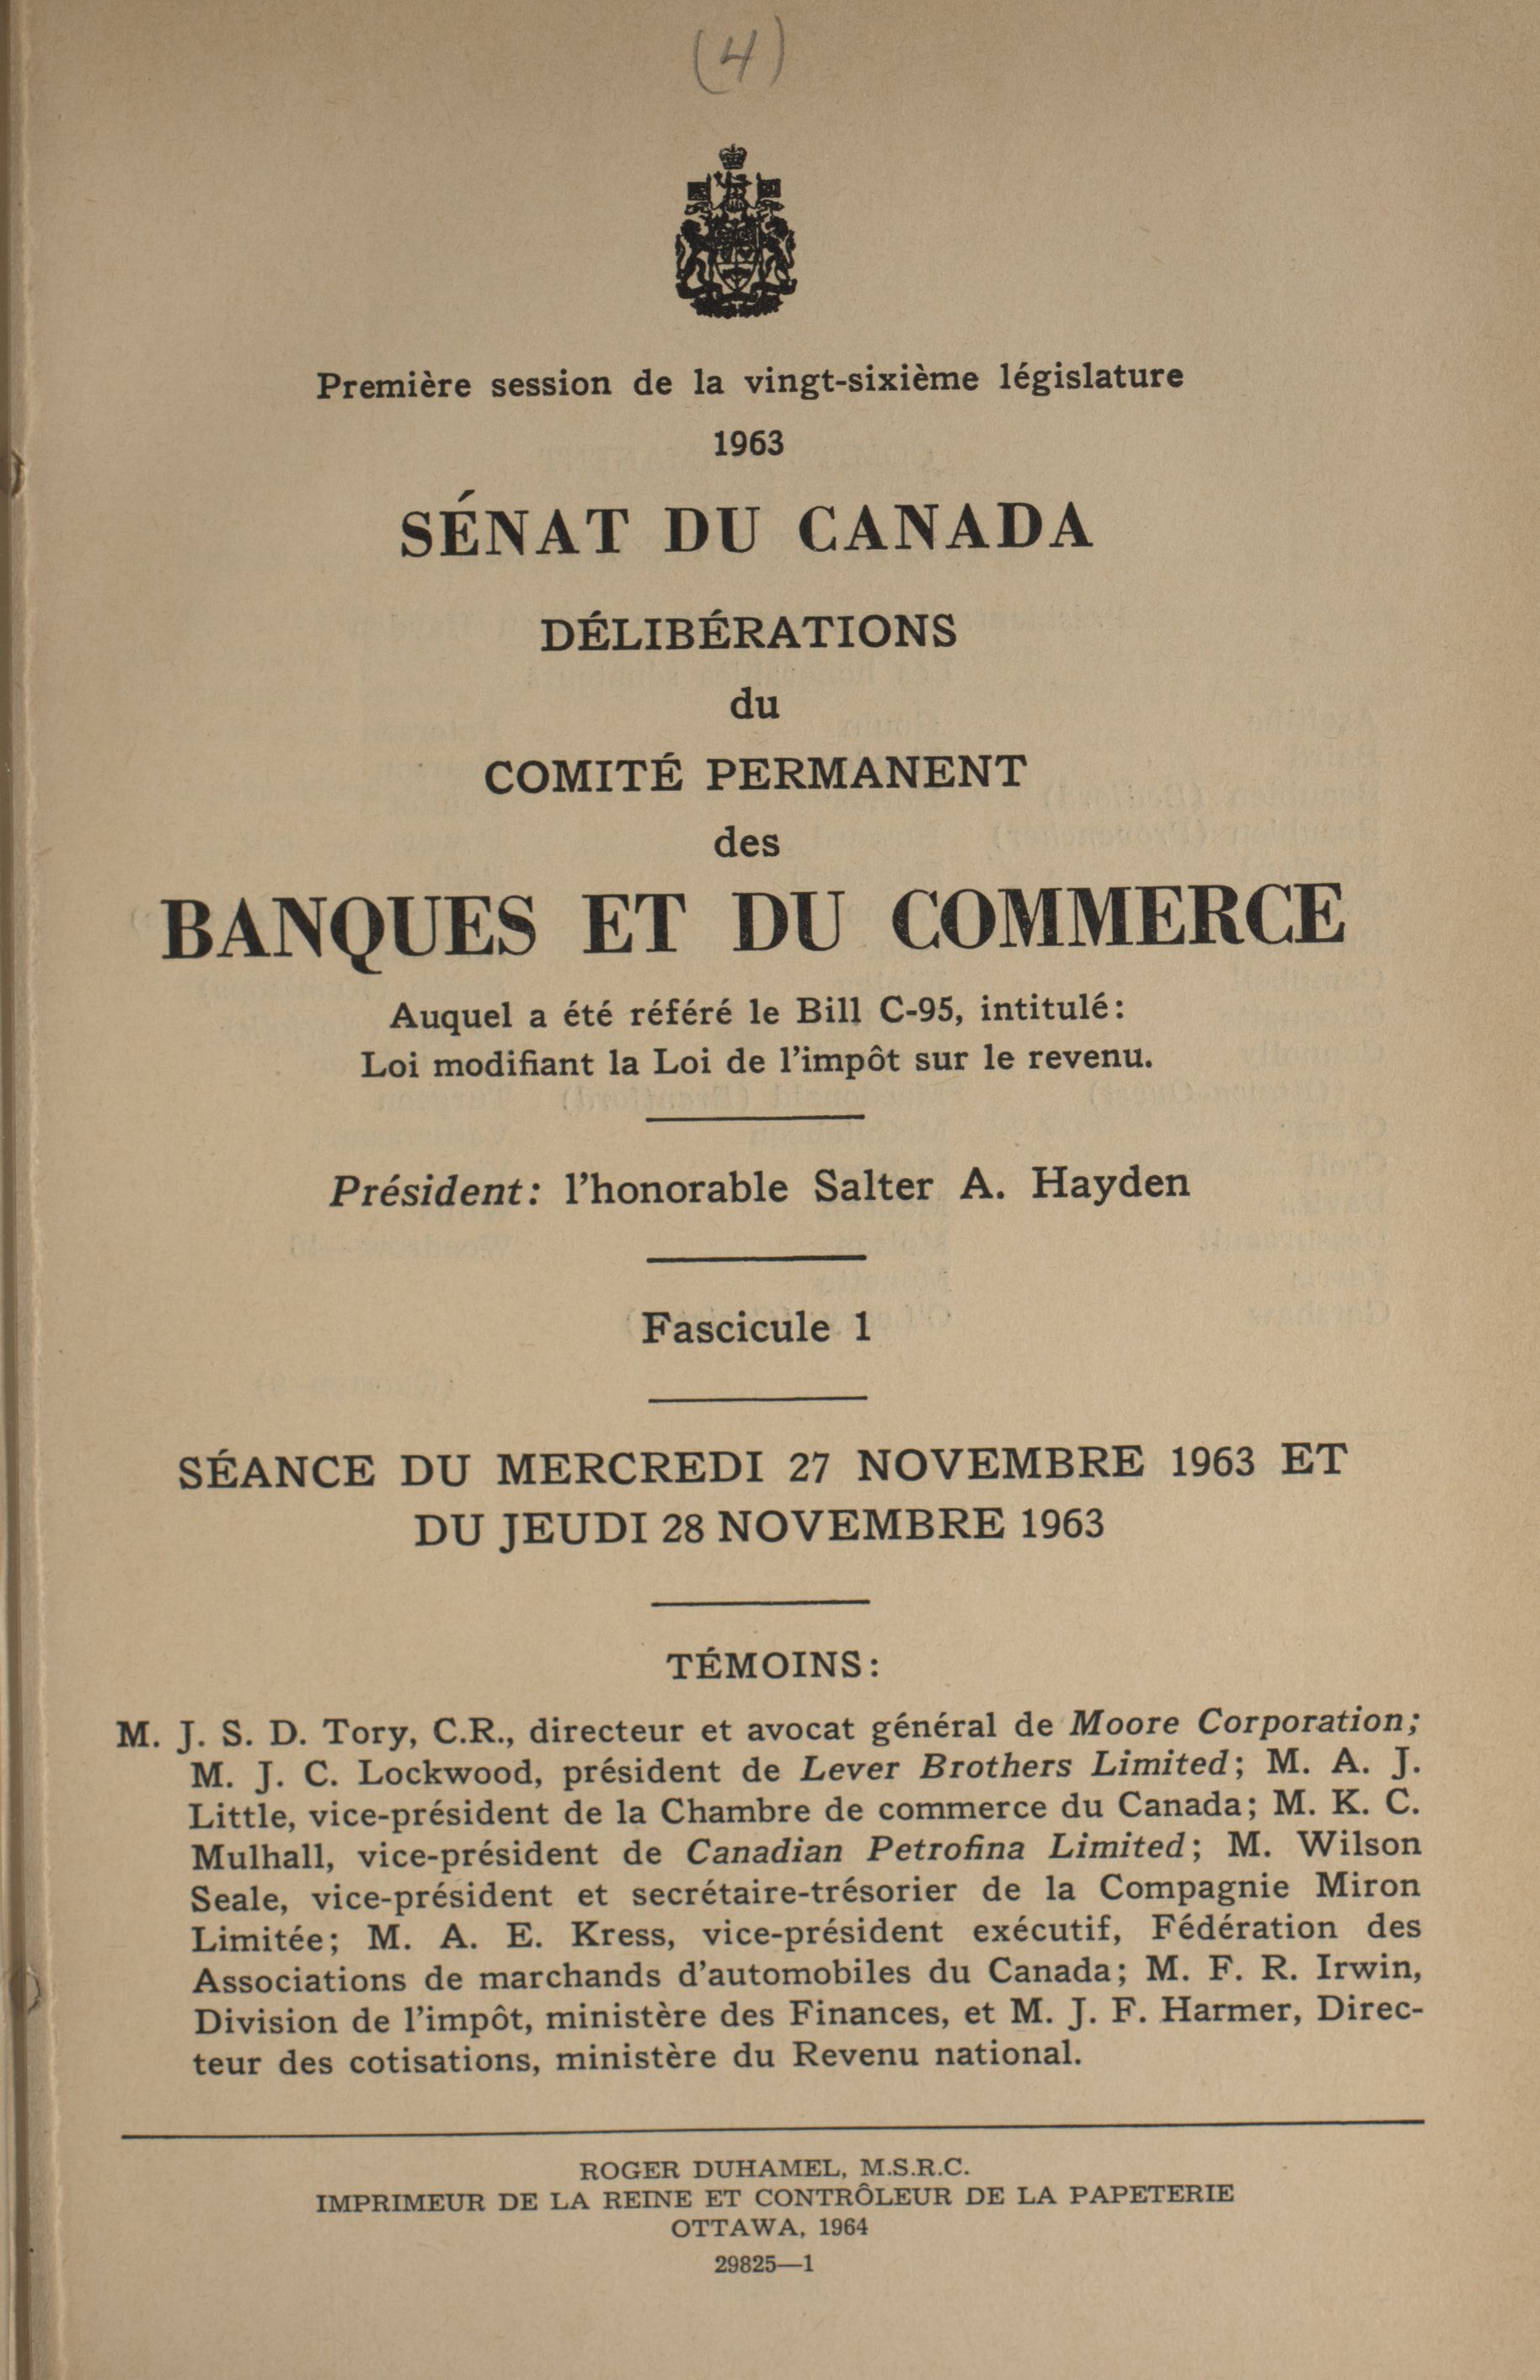 (4)
Première session de la vingt-sixième législature
1963
SÉNAT DU CANADA
DÉLIBÉRATIONS
du
COMITÉ PERMANENT
des
BANQUES ET DU COMMERCE
Auquel a été référé le Bill C-95, intitulé:
Loi modifiant la Loi de l'impôt sur le revenu.
Président: l'honorable Salter A. Hayden
Fascicule 1
SÉANCE DU MERCREDI 27 NOVEMBRE 1963 ET
DU JEUDI 28 NOVEMBRE 1963
TÉMOINS:
M. J. S. D. Tory, C.R., directeur et avocat général de Moore Corporation;
M. J. C. Lockwood, président de Lever Brothers Limited; M. A. J.
Little, vice-président de la Chambre de commerce du Canada; M. K. C.
Mulhall, vice-président de Canadian Petrofina Limited; M. Wilson
Seale, vice-président et secrétaire-trésorier de la Compagnie Miron
Limitée; M. A. E. Kress, vice-président exécutif, Fédération des
Associations de marchands d'automobiles du Canada; M. F. R. Irwin,
Division de l'impôt, ministère des Finances, et M. J. F. Harmer, Direc-
teur des cotisations, ministère du Revenu national.
ROGER DUHAMEL, M.S.R.C.
IMPRIMEUR DE LA REINE ET CONTRÔLEUR DE LA PAPETERIE
OTTAWA, 1964
29825—1